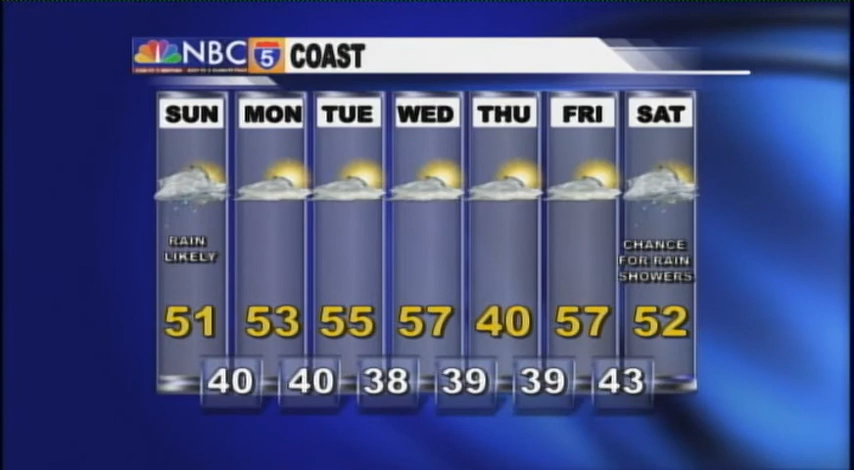 NBC 5 COAST
SUN MON TUE WED THU FRI SAT
RAIN
LIKELY
CHANCE
FOR RAIN
SHOWERS
51 53 55 57 40 57 52
40 40 38 39 39 43